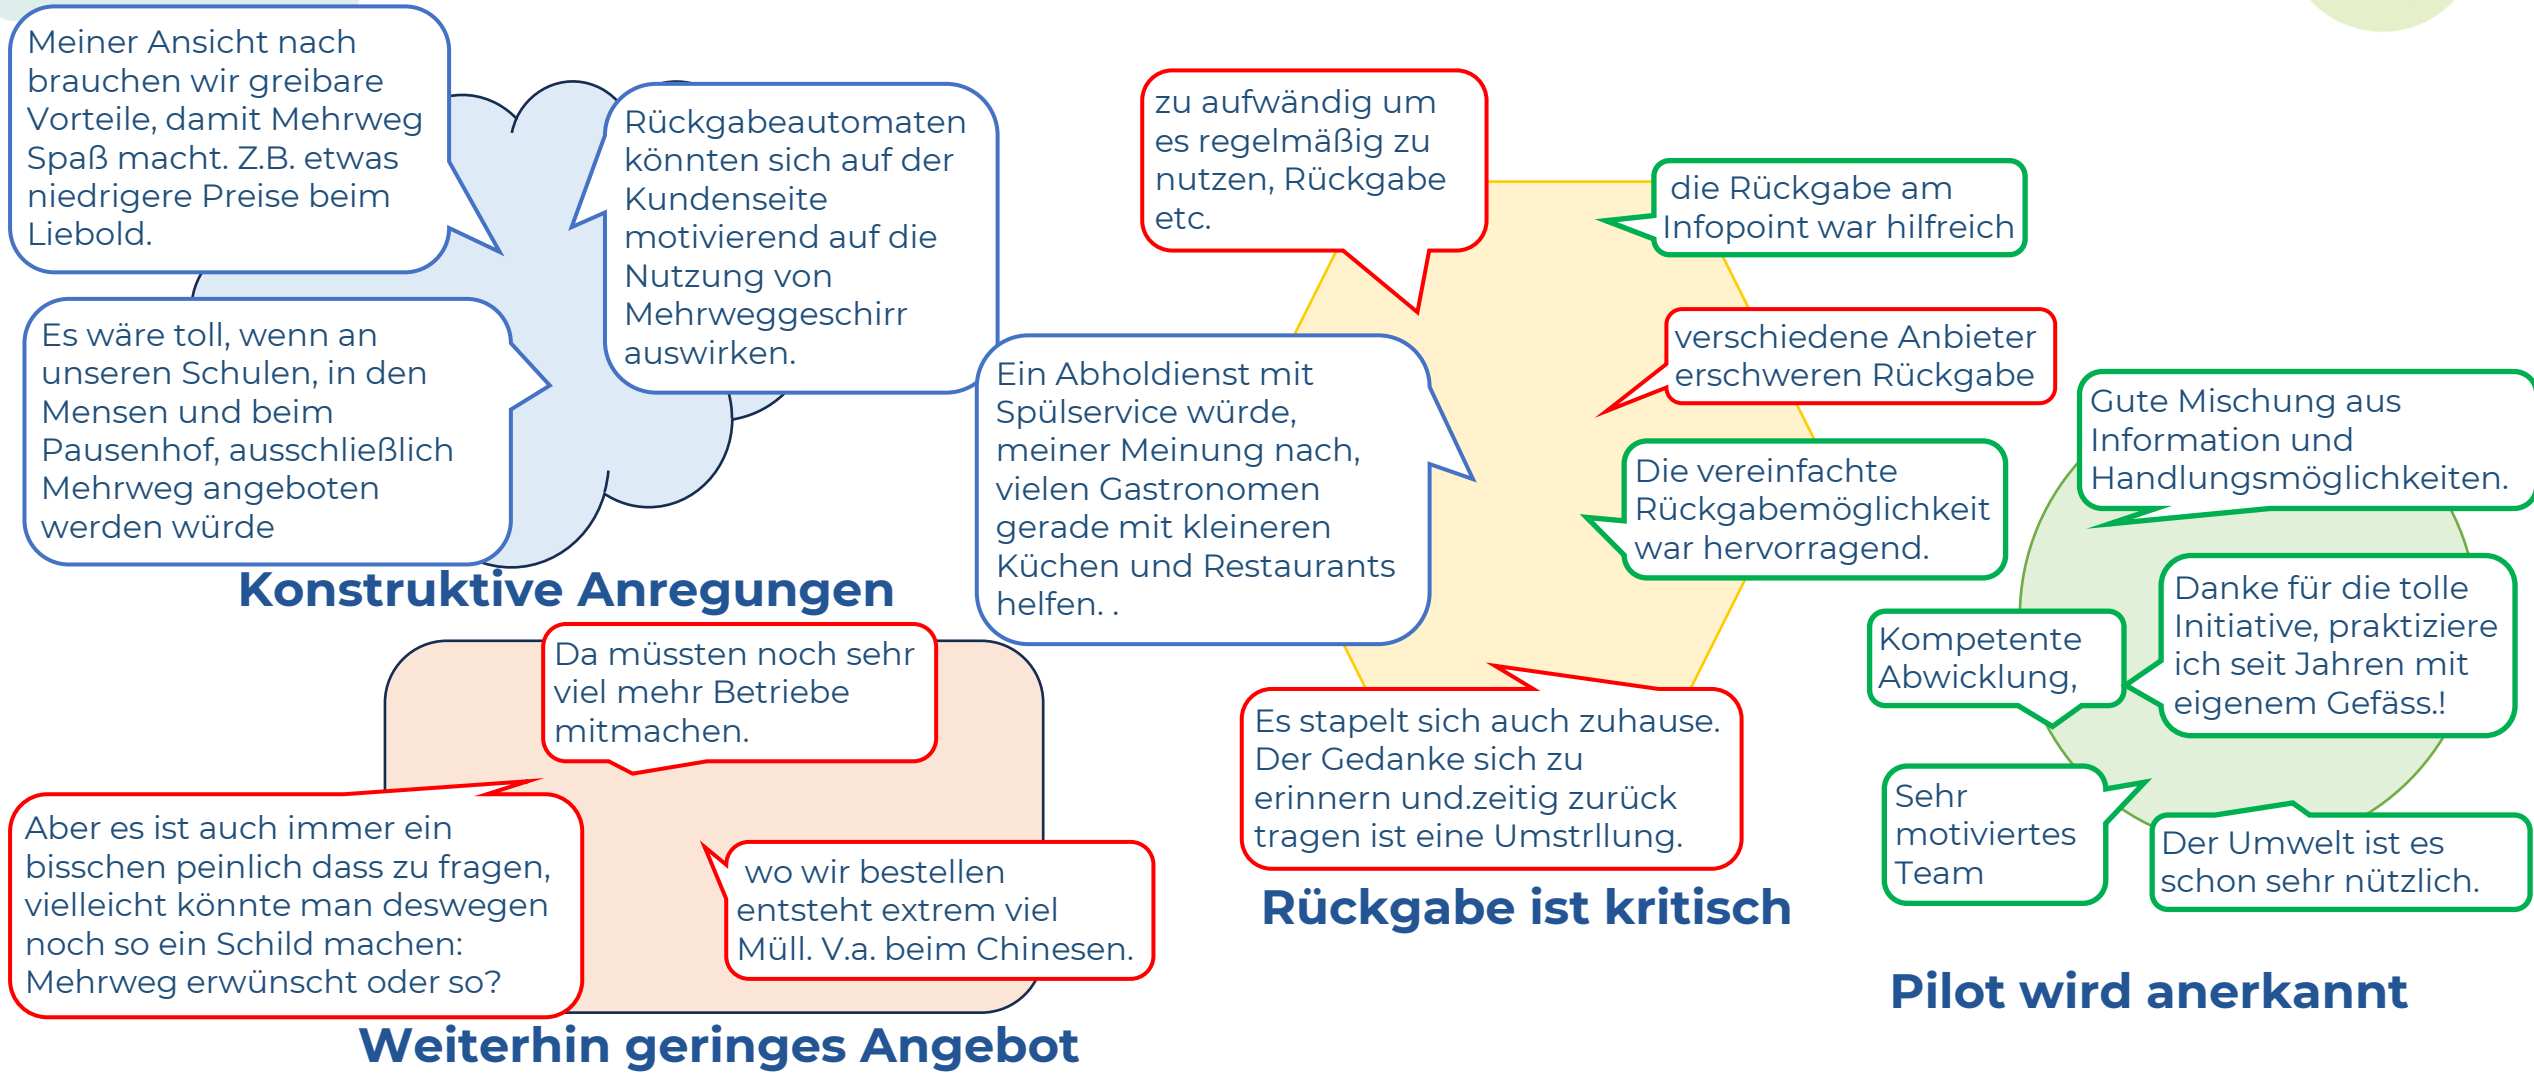 Meiner Ansicht nach
brauchen wir greibare
Vorteile, damit Mehrweg
Spaß macht. Z.B. etwas
niedrigere Preise beim
Liebold.
Rückgabeautomaten
könnten sich auf der
Kundenseite
motivierend auf die
Nutzung von
Mehrweggeschirr
auswirken.
Es wäre toll, wenn an
unseren Schulen, in den
Mensen und beim
Pausenhof, ausschließlich
Mehrweg angeboten
werden würde
Konstruktive Anregungen
Da müssten noch sehr
viel mehr Betriebe
mitmachen.
Aber es ist auch immer ein
bisschen peinlich dass zu fragen,
vielleicht könnte man deswegen
noch so ein Schild machen:
Mehrweg erwünscht oder so?
wo wir bestellen
entsteht extrem viel
Müll. V.a. beim Chinesen.
Weiterhin geringes Angebot
zu aufwändig um
es regelmäßig zu
nutzen, Rückgabe
etc.
die Rückgabe am
Infopoint war hilfreich
verschiedene Anbieter
erschweren Rückgabe
Ein Abholdienst mit
Spülservice würde,
meiner Meinung nach,
vielen Gastronomen
gerade mit kleineren
Küchen und Restaurants
helfen. .
Die vereinfachte
Rückgabemöglichkeit
war hervorragend.
Es stapelt sich auch zuhause.
Der Gedanke sich zu
erinnern und.zeitig zurück
tragen ist eine Umstrllung.
Rückgabe ist kritisch
Gute Mischung aus
Information und
Handlungsmöglichkeiten.
Danke für die tolle
Initiative, praktiziere
ich seit Jahren mit
eigenem Gefäss.!
Kompetente
Abwicklung,
Sehr
motiviertes
Team
Der Umwelt ist es
schon sehr nützlich.
Pilot wird anerkannt